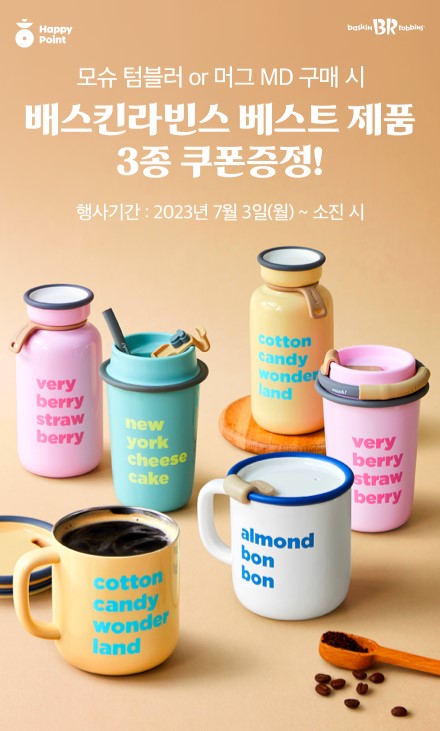 Happy
Point
baskin BR robbins
모슈 텀블러 or 머그 MD 구매 시
배스킨라빈스 베스트 제품
3종 쿠폰증정!
행사기간 : 2023년 7월 3일(월) ~ 소진 시
cotton
candy
wonder
land
very
berry
straw
berry
new
york
cheese
cake
very
berry
straw
berry
almond
bon
bon
cotton
candy
wonder
land